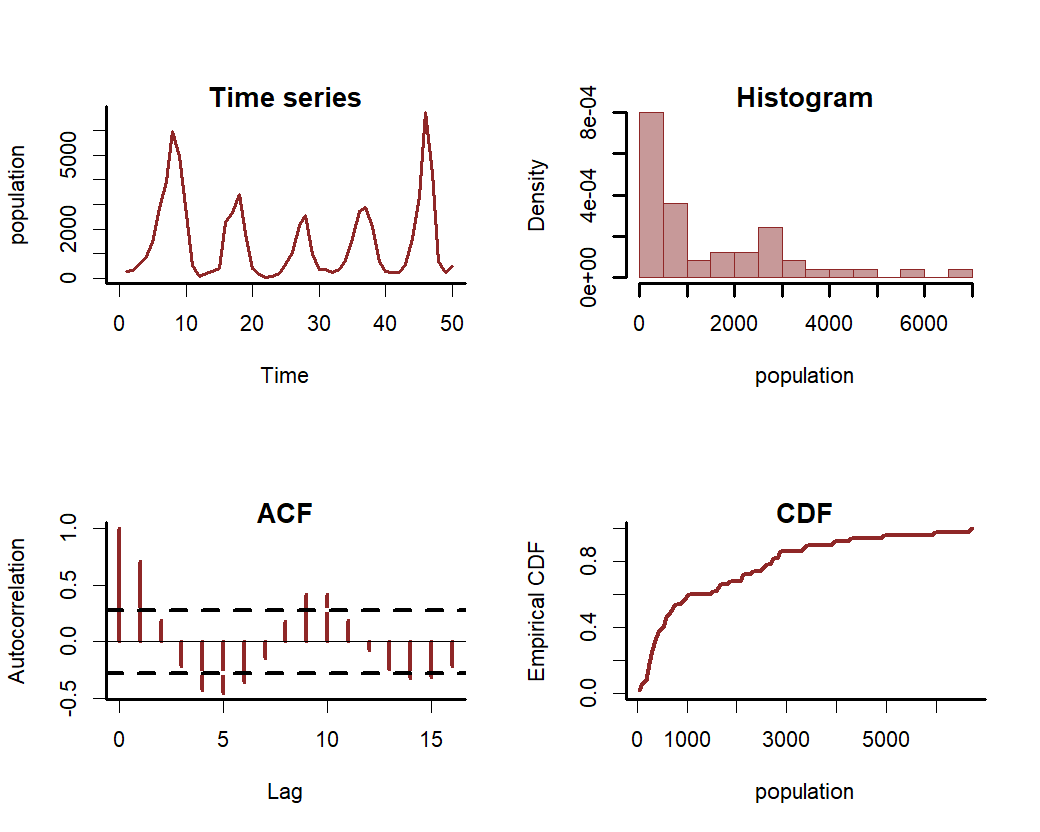 Time series
population
0
2000
5000
0 10 20 30 40 50
Time
Histogram
Density
0e+00
4e-04
8e-04
0 2000 4000 6000
population
ACF
Autocorrelation
-0.5
0.0
0.5
1.0
0 5 10 15
Lag
CDF
Empirical CDF
0.0
0.4
0.8
0 1000 3000 5000
population